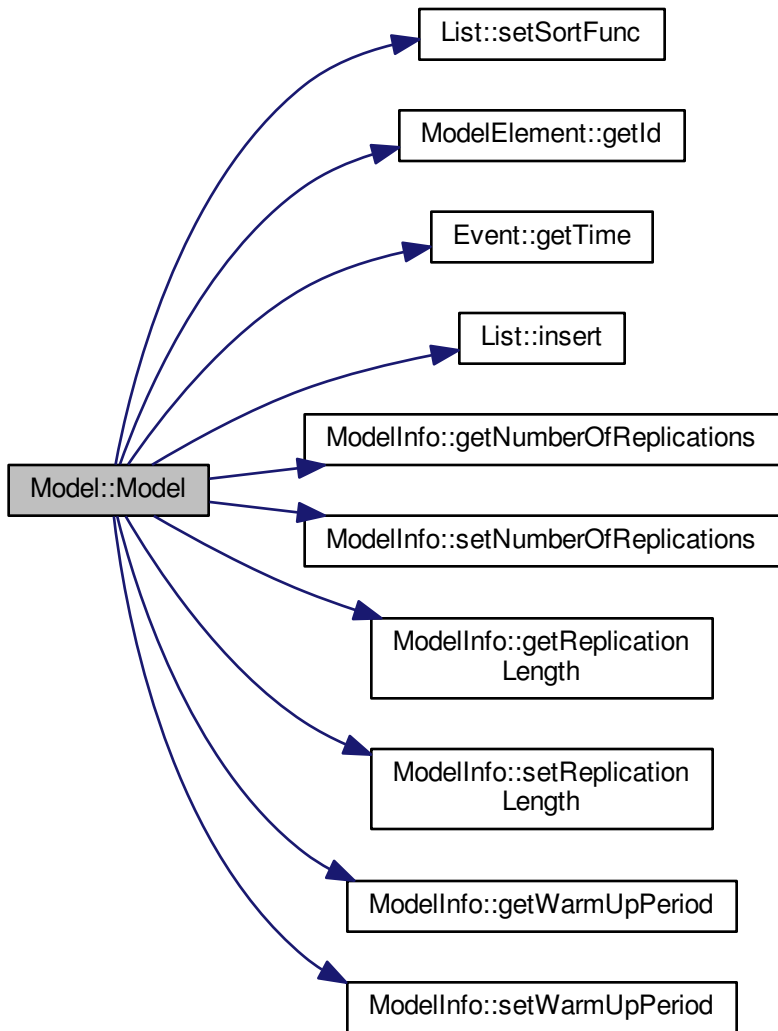 List::setSortFunc
ModelElement::getId
Event::getTime
List::insert
ModelInfo::getNumberOfReplications
Model::Model
ModelInfo::setNumberOfReplications
ModelInfo::getReplication
Length
ModelInfo::setReplication
Length
ModelInfo::getWarmUpPeriod
ModelInfo::setWarmUpPeriod